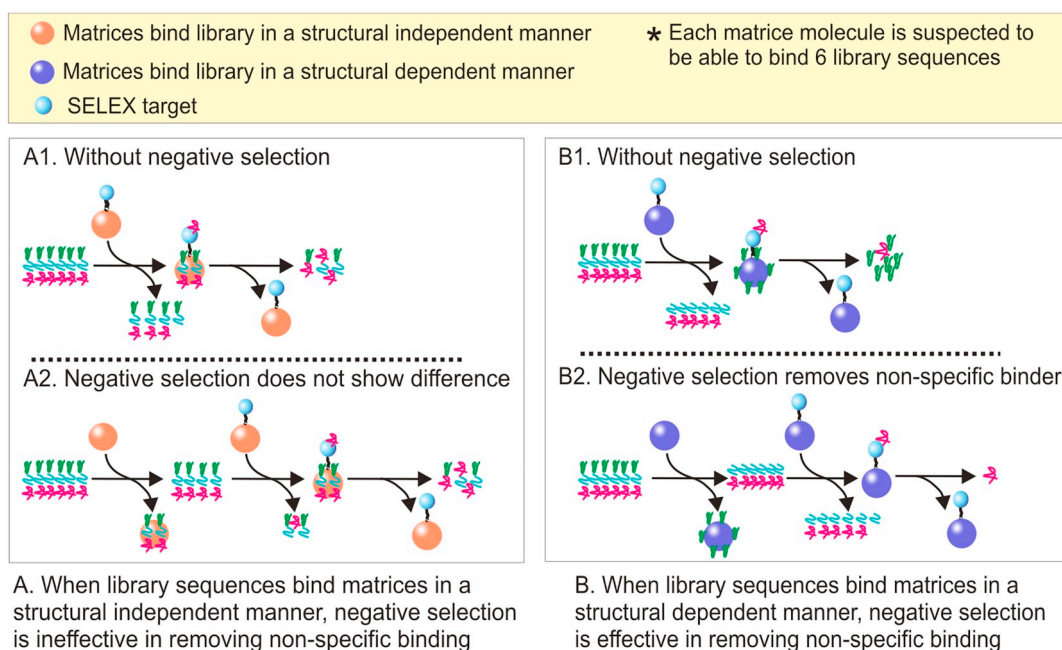 Matrices bind library in a structural independent manner
Matrices bind library in a structural dependent manner
SELEX target
* Each matrice molecule is suspected to
be able to bind 6 library sequences
A1. Without negative selection
A2. Negative selection does not show difference
A. When library sequences bind matrices in a
structural independent manner, negative selection
is ineffective in removing non-specific binding
B1. Without negative selection
B2. Negative selection removes non-specific binder
B. When library sequences bind matrices in a
structural dependent manner, negative selection
is effective in removing non-specific binding